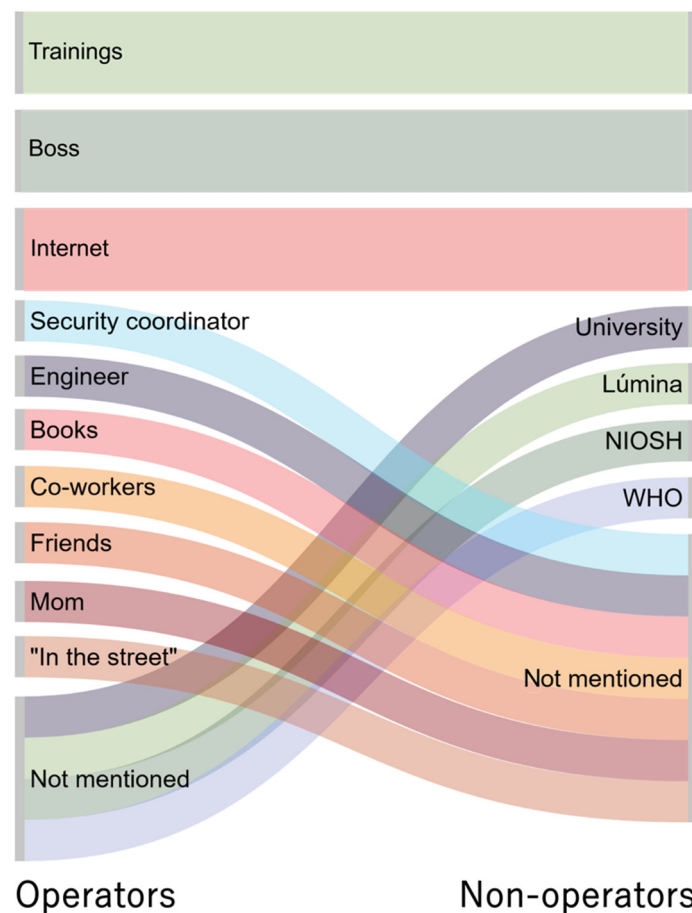 Trainings
Boss
Internet
Security coordinator
University
Engineer
Lúmina
Books
NIOSH
Co-workers
WHO
Friends
Mom
"In the street"
Not mentioned
Not mentioned
Operators
Non-operators